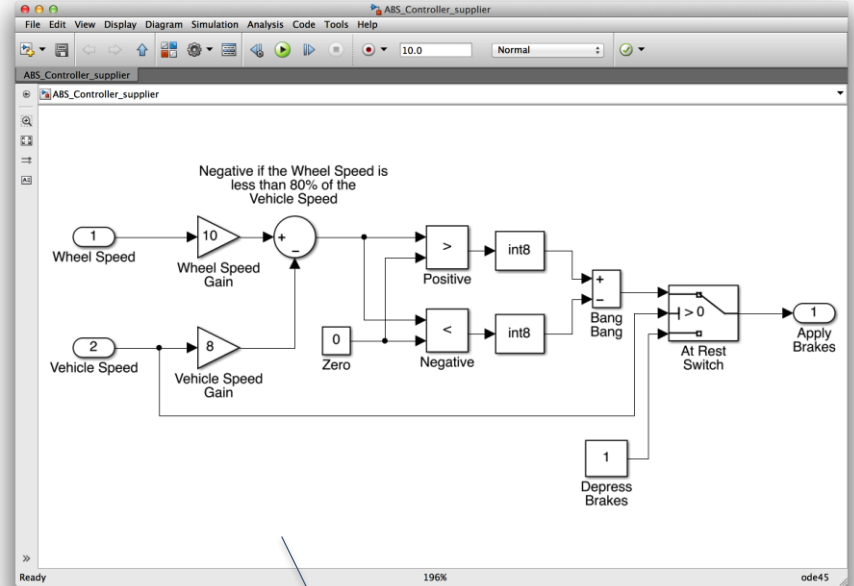 ABS_Controller_supplier
File Edit View Display Diagram Simulation Analysis Code Tools Help
10.0 Normal
ABS_Controller_supplier
ABS_Controller_supplier
Negative if the Wheel Speed is
less than 80% of the
Vehicle Speed
1
Wheel Speed
10
Wheel Speed
Gain
+
−
>
Positive
int8
2
Vehicle Speed
8
Vehicle Speed
Gain
0
Zero
<
Negative
int8
+
−
Bang
Bang
> 0
At Rest
Switch
1
Apply
Brakes
1
Depress
Brakes
Ready 196% ode45